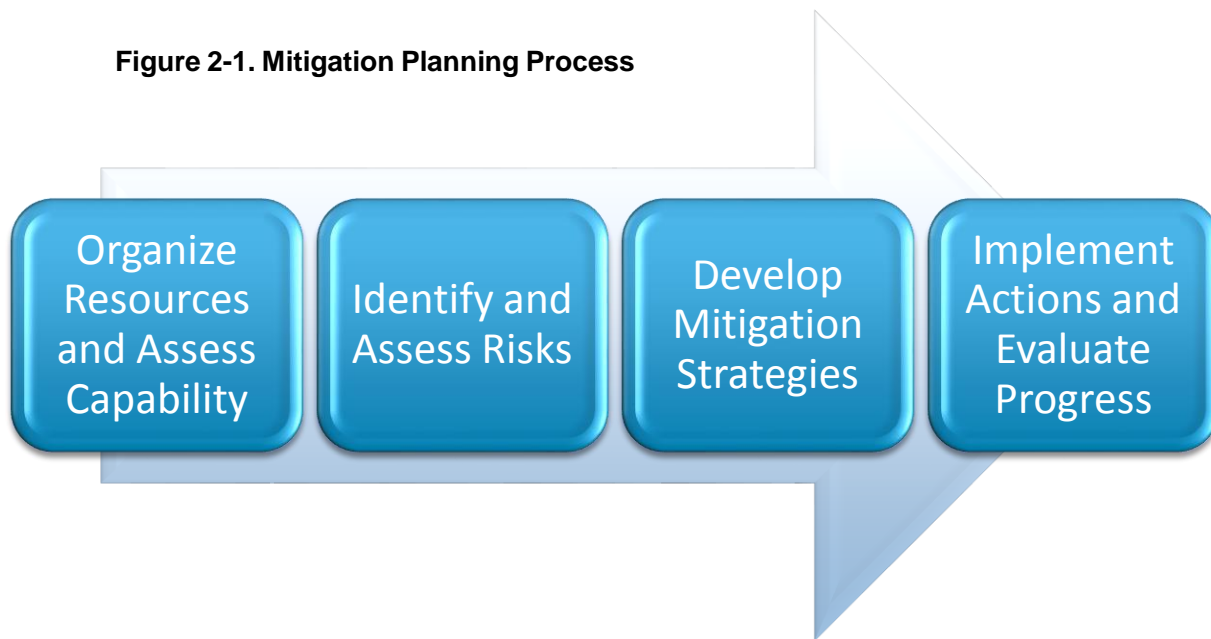 Figure 2-1. Mitigation Planning Process
Organize
Resources
and Assess
Capability
Identify and
Assess Risks
Develop
Mitigation
Strategies
Implement
Actions and
Evaluate
Progress